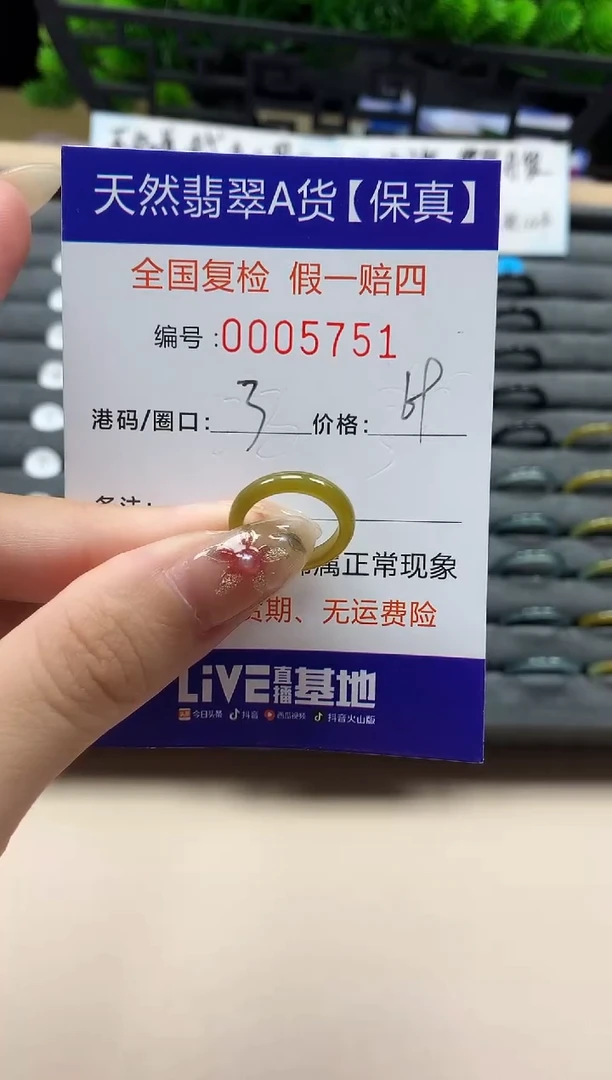 天然翡翠A货【保真】
全国复检 假一赔四
编号:0005751
港码/圈口: 3 价格:
备注:
属正常现象
期、无运费险
LiVE直播基地
今日头条 抖音 西瓜视频 抖音火山版